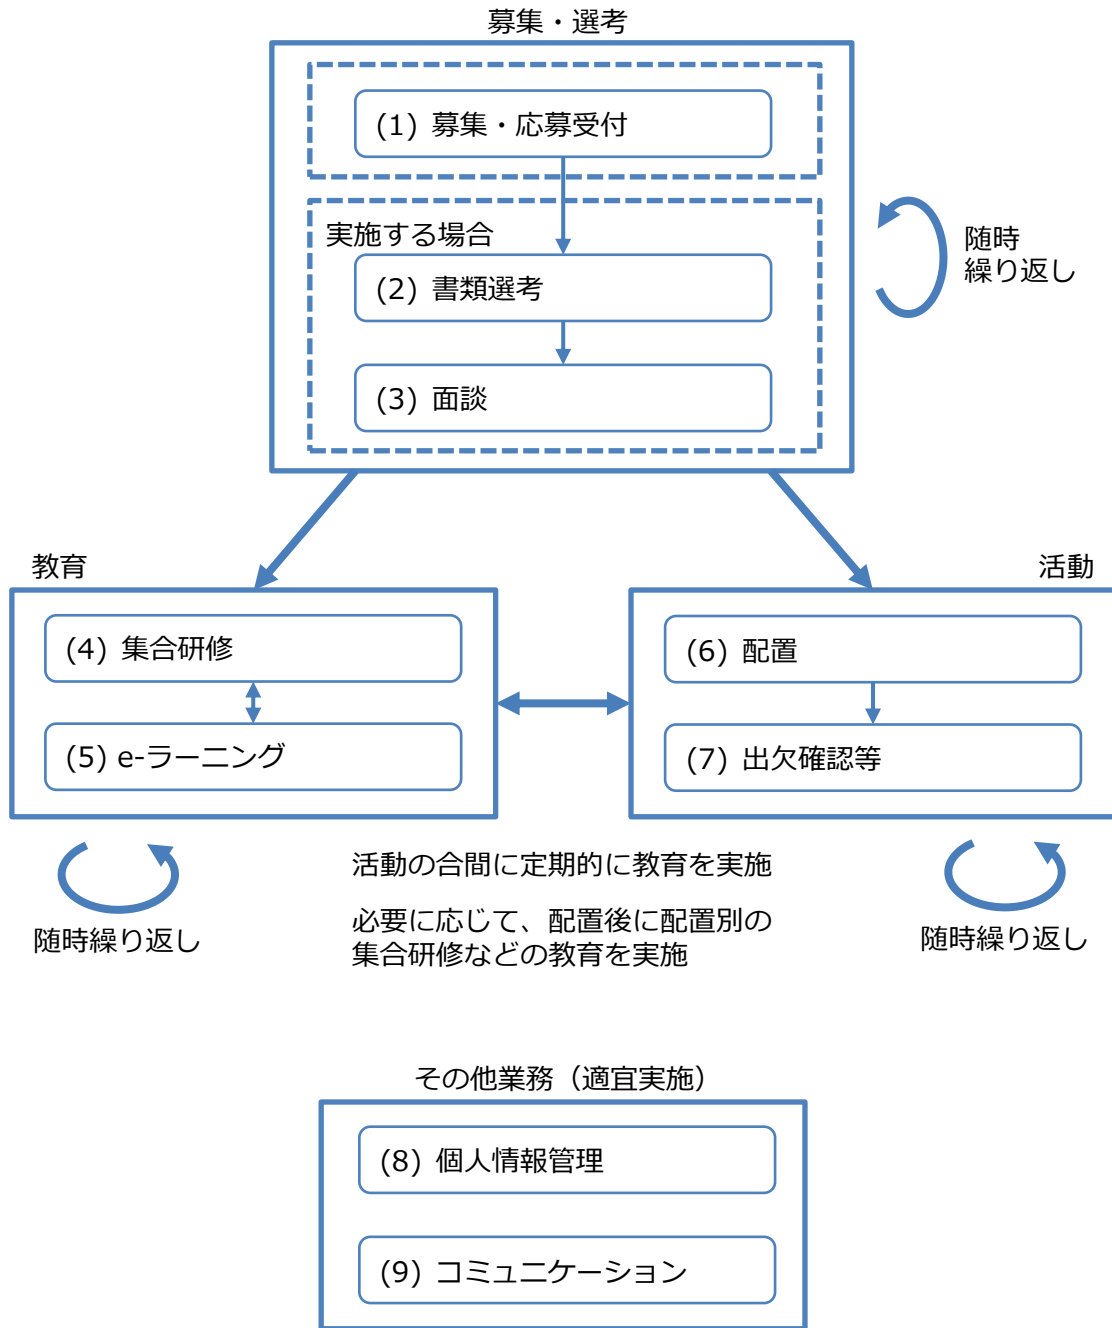 募集・選考
(1) 募集・応募受付
実施する場合
(2) 書類選考
(3) 面談
随時
繰り返し
教育
(4) 集合研修
(5) e-ラーニング
随時繰り返し
活動
(6) 配置
(7) 出欠確認等
随時繰り返し
活動の合間に定期的に教育を実施
必要に応じて、配置後に配置別の
集合研修などの教育を実施
その他業務（適宜実施）
(8) 個人情報管理
(9) コミュニケーション